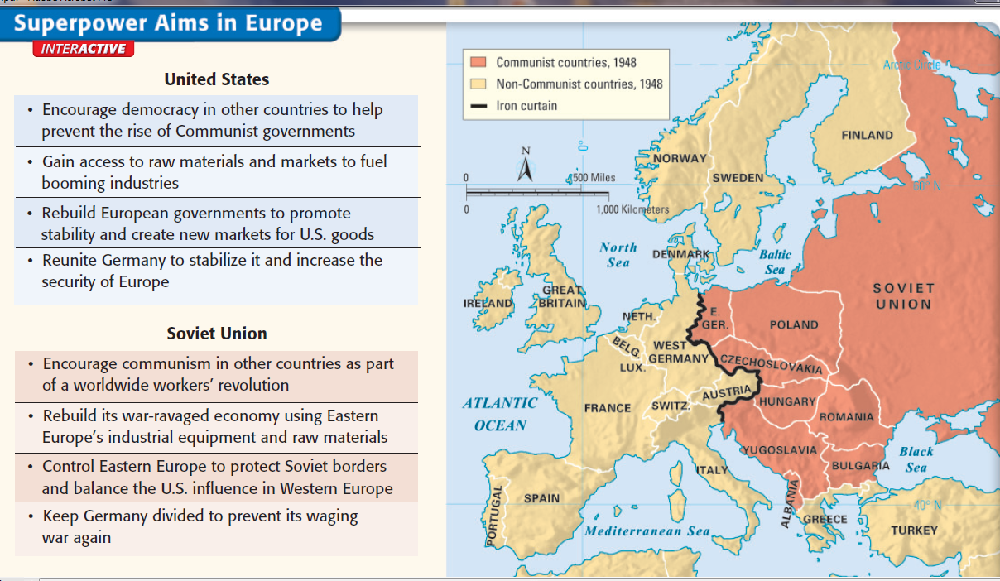 Superpower Aims in Europe
INTERACTIVE
United States
• Encourage democracy in other countries to help
prevent the rise of Communist governments
• Gain access to raw materials and markets to fuel
booming industries
• Rebuild European governments to promote
stability and create new markets for U.S. goods
• Reunite Germany to stabilize it and increase the
security of Europe
Soviet Union
• Encourage communism in other countries as part
of a worldwide workers’ revolution
• Rebuild its war-ravaged economy using Eastern
Europe’s industrial equipment and raw materials
• Control Eastern Europe to protect Soviet borders
and balance the U.S. influence in Western Europe
• Keep Germany divided to prevent its waging
war again
Communist countries, 1948
Non-Communist countries, 1948
Iron curtain
Arctic Circle
N
0°
0 500 Miles
0 1,000 Kilometers
FINLAND
NORWAY
SWEDEN
60° N
North
Sea
DENMARK
Baltic
Sea
SOVIET
UNION
IRELAND
GREAT
BRITAIN
NETH.
E.
GER.
POLAND
BELG.
WEST
GERMANY
LUX.
CZECHOSLOVAKIA
ATLANTIC
OCEAN
FRANCE
SWITZ.
AUSTRIA
HUNGARY
ROMANIA
YUGOSLAVIA
BULGARIA
Black
Sea
ITALY
PORTUGAL
SPAIN
ALBANIA
40° N
GREECE
TURKEY
Mediterranean Sea